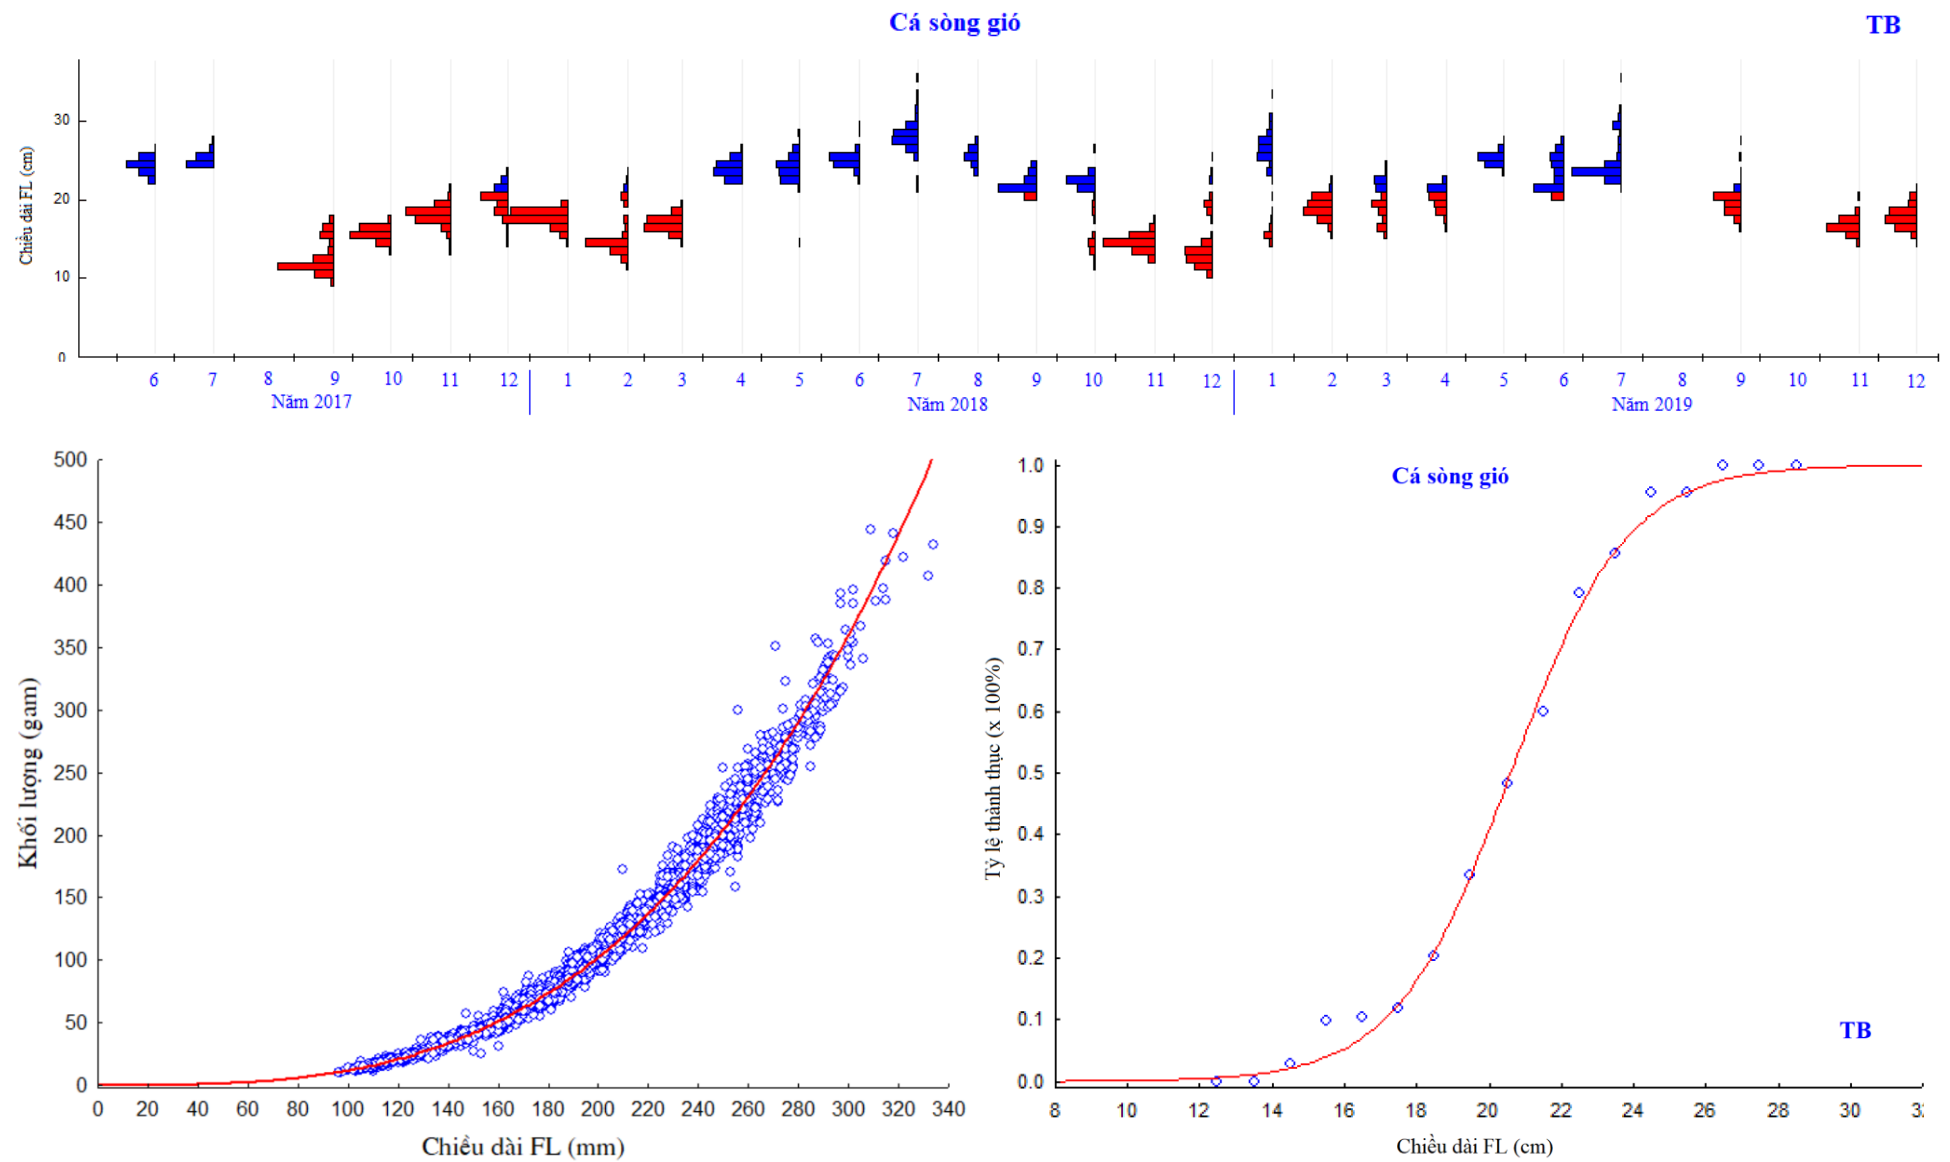 Cá sòng gió
TB
Chiều dài FL (cm)
30
20
10
0
6 7 8 9 10 11 12 1 2 3 4 5 6 7 8 9 10 11 12 1 2 3 4 5 6 7 8 9 10 11 12
Năm 2017 Năm 2018 Năm 2019
Khối lượng (gam)
500
450
400
350
300
250
200
150
100
50
0
0 20 40 60 80 100 120 140 160 180 200 220 240 260 280 300 320 340
Chiều dài FL (mm)
Cá sòng gió
Tỷ lệ thành thục (x 100%)
1.0
0.9
0.8
0.7
0.6
0.5
0.4
0.3
0.2
0.1
0.0
TB
8 10 12 14 16 18 20 22 24 26 28 30
Chiều dài FL (cm)